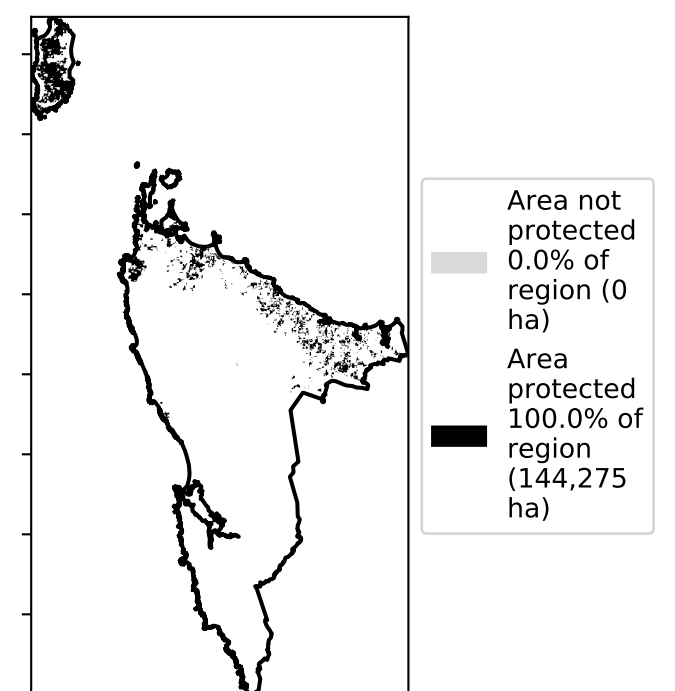 Area not
protected
0.0% of
region (0
ha)
Area
protected
100.0% of
region
(144,275
ha)